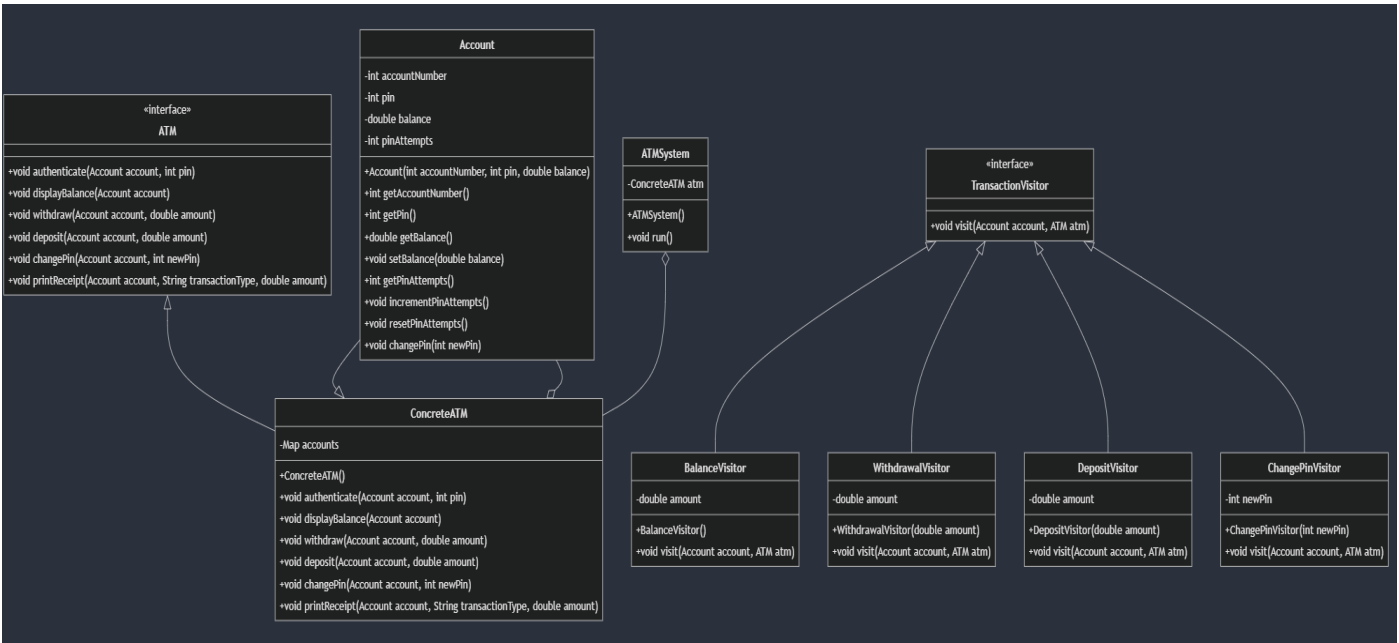 «interface»
ATM
+void authenticate(Account account, int pin)
+void displayBalance(Account account)
+void withdraw(Account account, double amount)
+void deposit(Account account, double amount)
+void changePin(Account account, int newPin)
+void printReceipt(Account account, String transactionType, double amount)
Account
-int accountNumber
-int pin
-double balance
-int pinAttempts
+Account(int accountNumber, int pin, double balance)
+int getAccountNumber()
+int getPin()
+double getBalance()
+void setBalance(double balance)
+int getPinAttempts()
+void incrementPinAttempts()
+void resetPinAttempts()
+void changePin(int newPin)
ATMSystem
-ConcreteATM atm
+ATMSystem()
+void run()
«interface»
TransactionVisitor
+void visit(Account account, ATM atm)
ConcreteATM
-Map accounts
+ConcreteATM()
+void authenticate(Account account, int pin)
+void displayBalance(Account account)
+void withdraw(Account account, double amount)
+void deposit(Account account, double amount)
+void changePin(Account account, int newPin)
+void printReceipt(Account account, String transactionType, double amount)
BalanceVisitor
-double amount
+BalanceVisitor()
+void visit(Account account, ATM atm)
WithdrawalVisitor
-double amount
+WithdrawalVisitor(double amount)
+void visit(Account account, ATM atm)
DepositVisitor
-double amount
+DepositVisitor(double amount)
+void visit(Account account, ATM atm)
ChangePinVisitor
-int newPin
+ChangePinVisitor(int newPin)
+void visit(Account account, ATM atm)